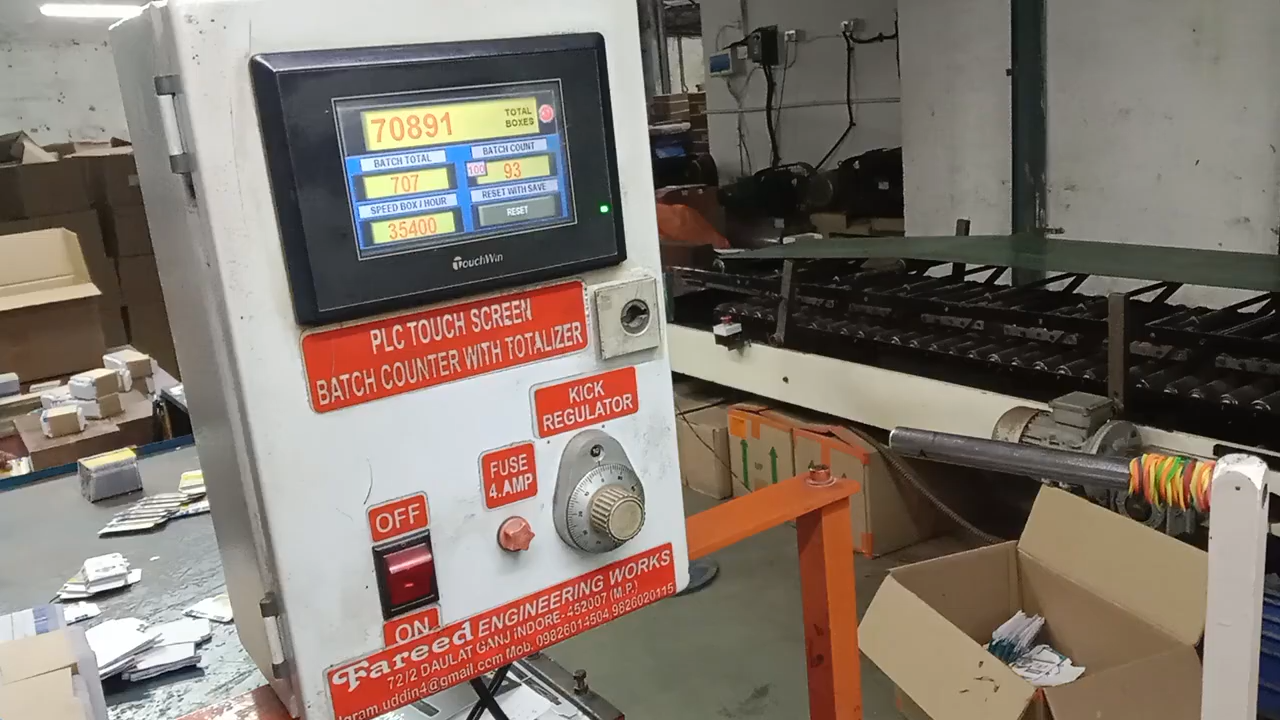 70891
TOTAL
BOXES
BATCH TOTAL
BATCH COUNT
707
100
93
SPEED BOX / HOUR
RESET WITH SAVE
35400
RESET
TouchWin
PLC TOUCH SCREEN
BATCH COUNTER WITH TOTALIZER
KICK
REGULATOR
FUSE
4.AMP
OFF
ON
Fareed ENGINEERING WORKS
72/2 DAULAT GANJ INDORE-452007 (M.P.)
uddin4@gmail.com Mob. 09826014504,9826020115